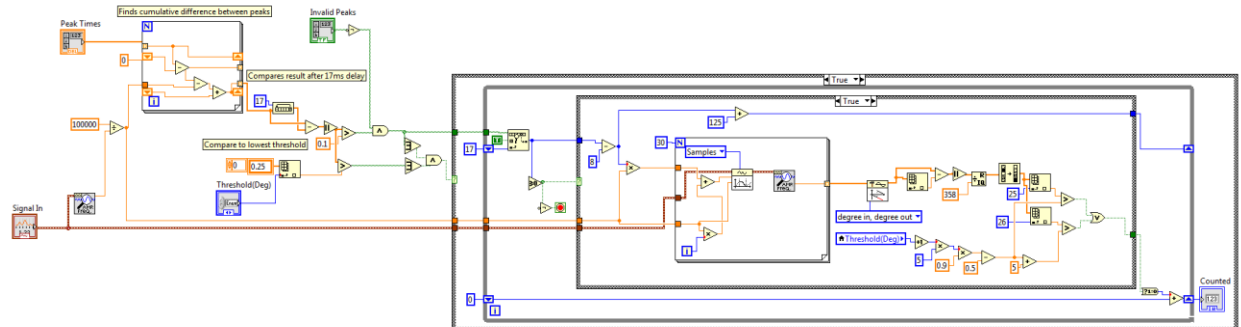 Finds cumulative difference between peaks
Peak Times
Invalid Peaks
N
0
i
Compares result after 17ms delay
17
0.1
100000
Compare to lowest threshold
0
0.25
Threshold(Deg)
Signal In
True
True
17
8
125
30
N
Samples
i
degree in, degree out
358
25
26
Threshold(Deg)
5
0.9
0.5
5
0
i
?1:0
Counted